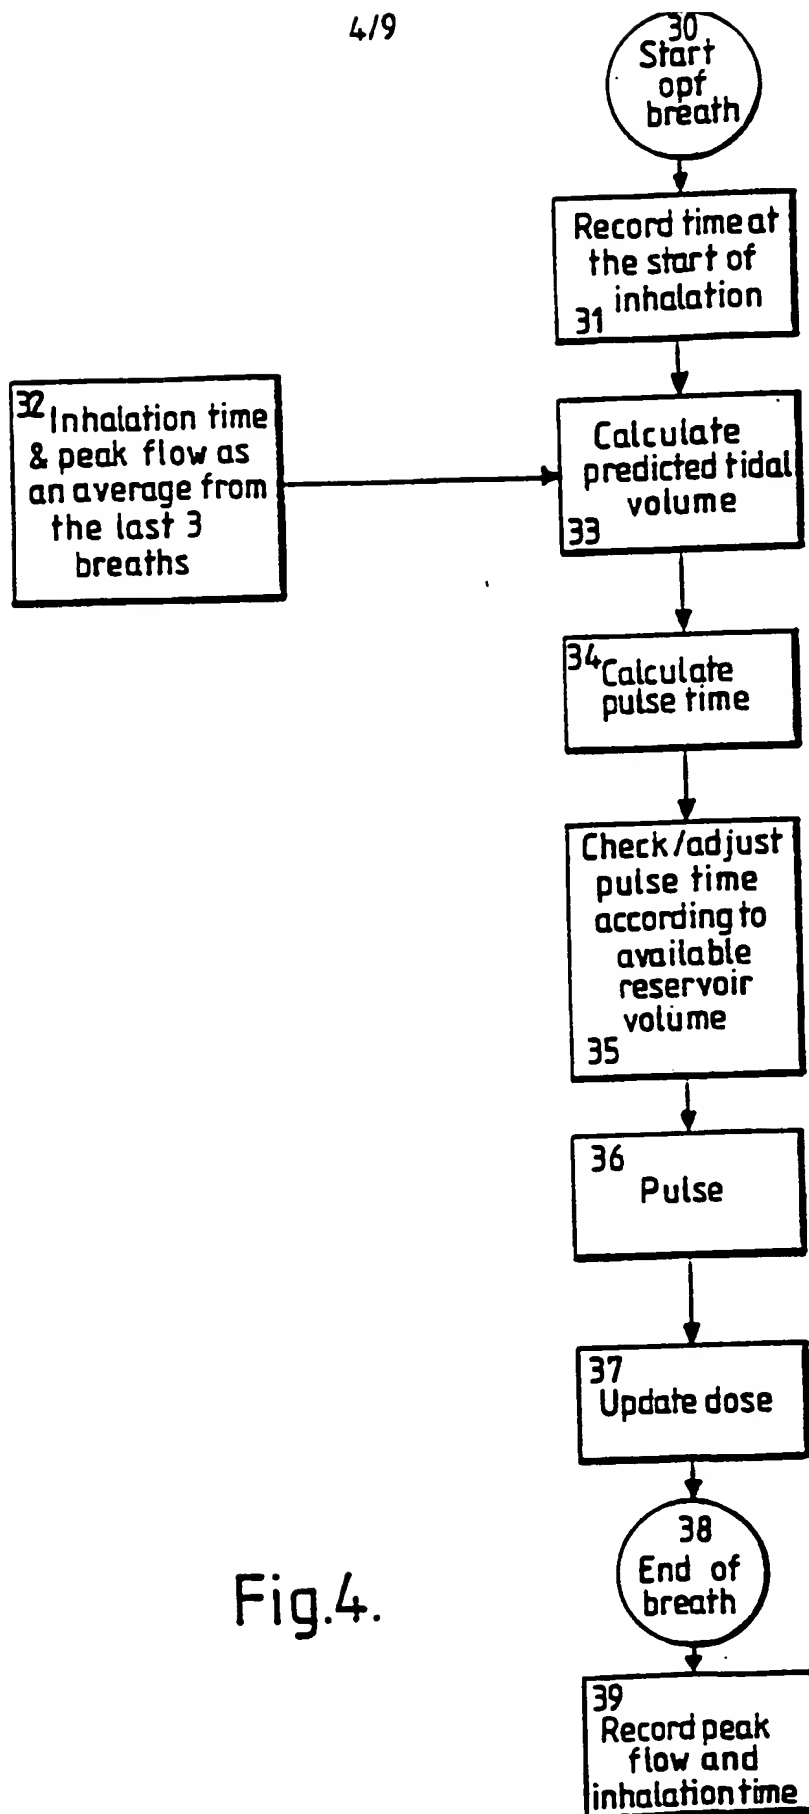 4/9
30
Start
opf
breath
Record time at
the start of
inhalation
31
32 Inhalation time
& peak flow as
an average from
the last 3
breaths
Calculate
predicted tidal
volume
33
34 Calculate
pulse time
Check/adjust
pulse time
according to
available
reservoir
volume
35
36
Pulse
37
Update dose
38
End of
breath
Fig.4.
39
Record peak
flow and
inhalation time